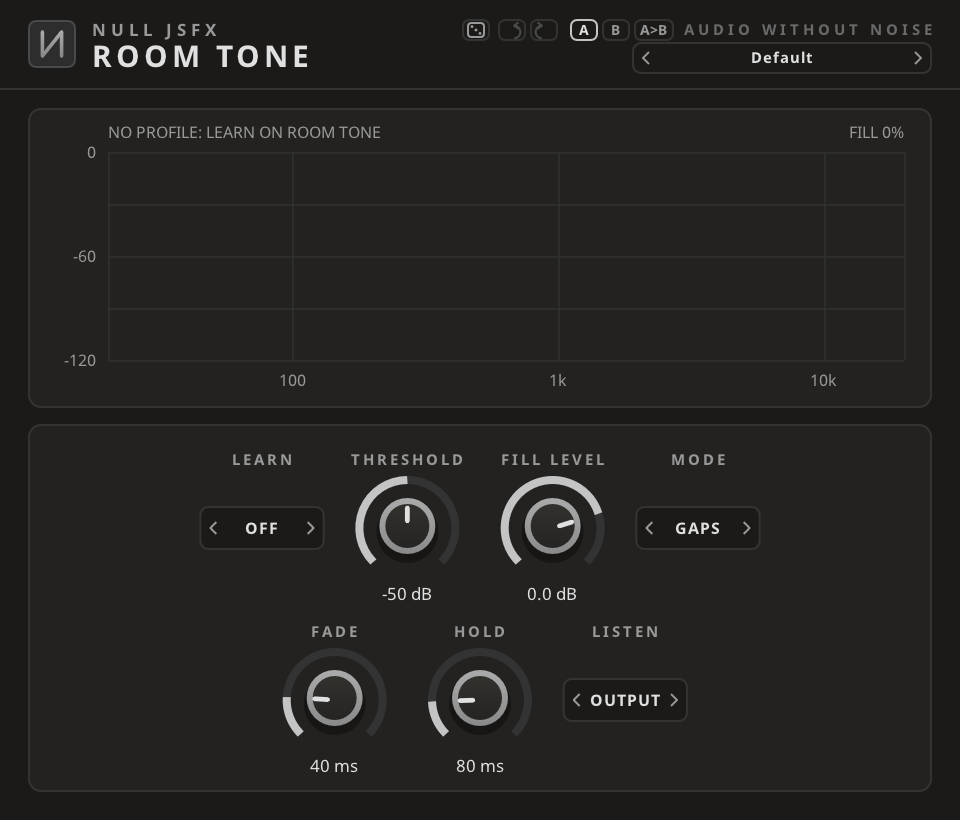 NULL JSFX
ROOM TONE
A B A>B AUDIO WITHOUT NOISE
Default
NO PROFILE: LEARN ON ROOM TONE FILL 0%
0
-60
-120
100 1k 10k
LEARN THRESHOLD FILL LEVEL MODE
OFF GAPS
-50 dB 0.0 dB
FADE HOLD LISTEN
OUTPUT
40 ms 80 ms